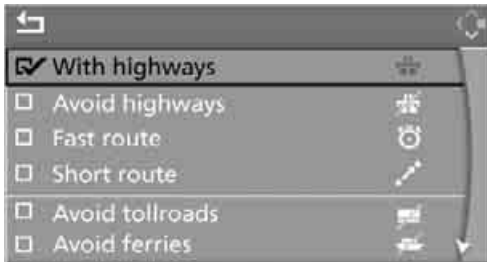 With highways
Avoid highways
Fast route
Short route
Avoid tollroads
Avoid ferries